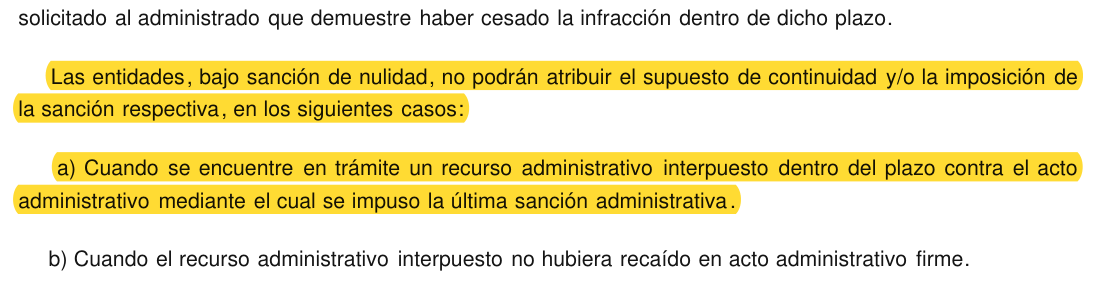 solicitado al administrado que demuestre haber cesado la infracción dentro de dicho plazo.
Las entidades, bajo sanción de nulidad, no podrán atribuir el supuesto de continuidad y/o la imposición de
la sanción respectiva, en los siguientes casos:
a) Cuando se encuentre en trámite un recurso administrativo interpuesto dentro del plazo contra el acto
administrativo mediante el cual se impuso la última sanción administrativa.
b) Cuando el recurso administrativo interpuesto no hubiera recaído en acto administrativo firme.